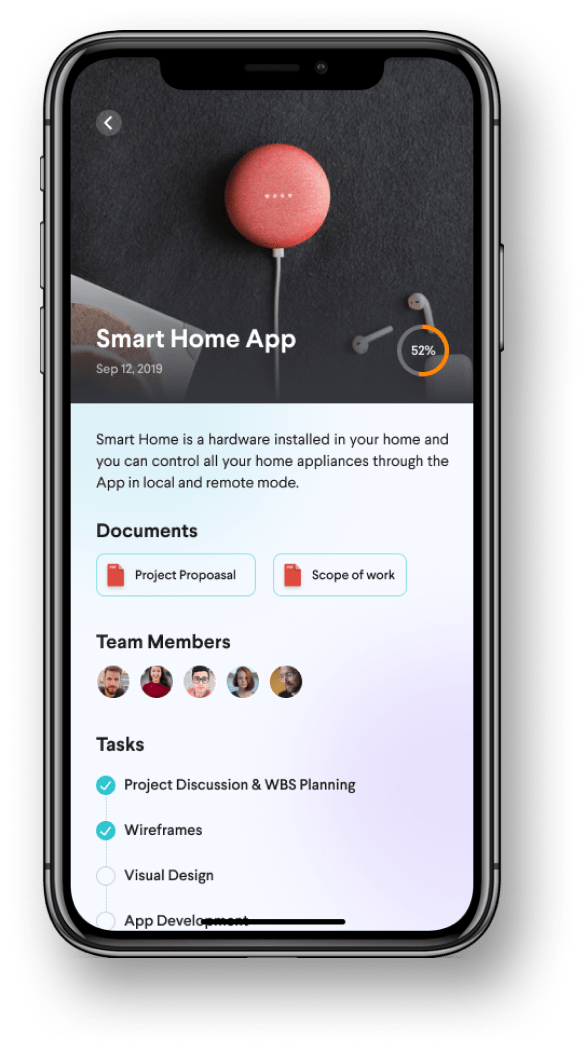 Smart Home App
Sep 12, 2019
52%
Smart Home is a hardware installed in your home and
you can control all your home appliances through the
App in local and remote mode.
Documents
Project Propoasal
Scope of work
Team Members
Tasks
Project Discussion & WBS Planning
Wireframes
Visual Design
App Development